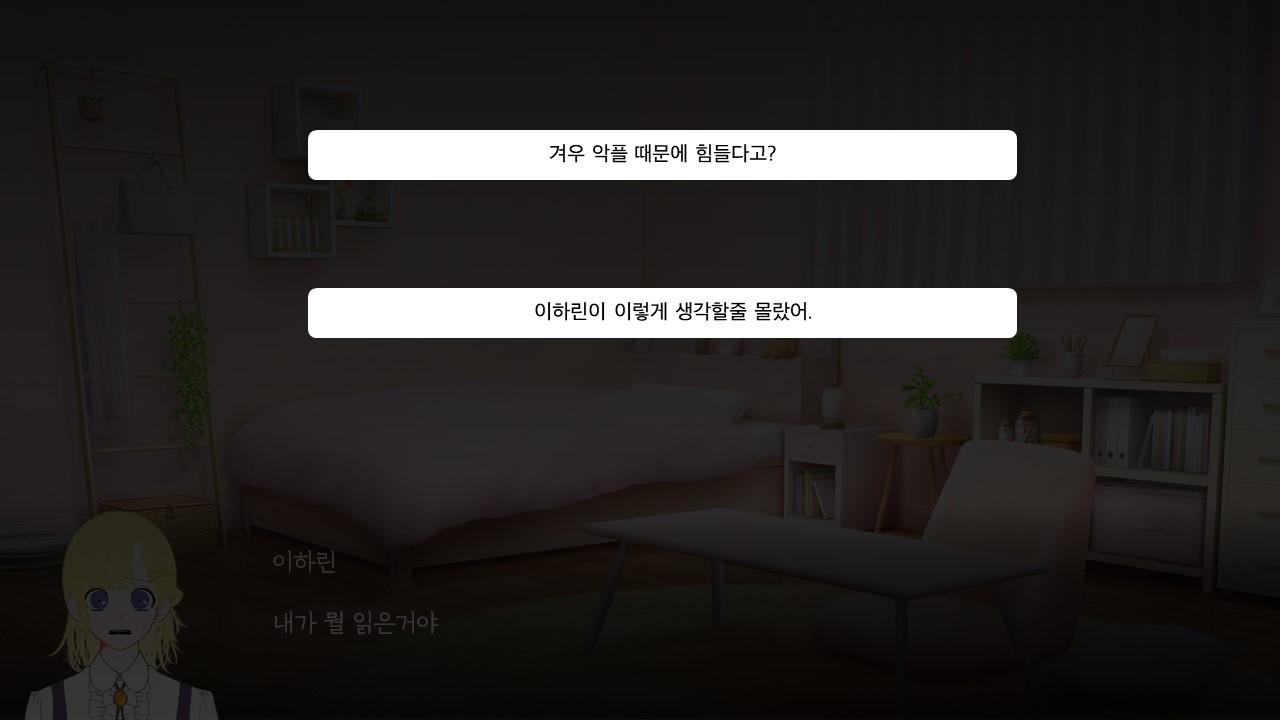 겨우 악플 때문에 힘들다고?
이하린이 이렇게 생각할줄 몰랐어.
이하린
내가 뭘 읽은거야